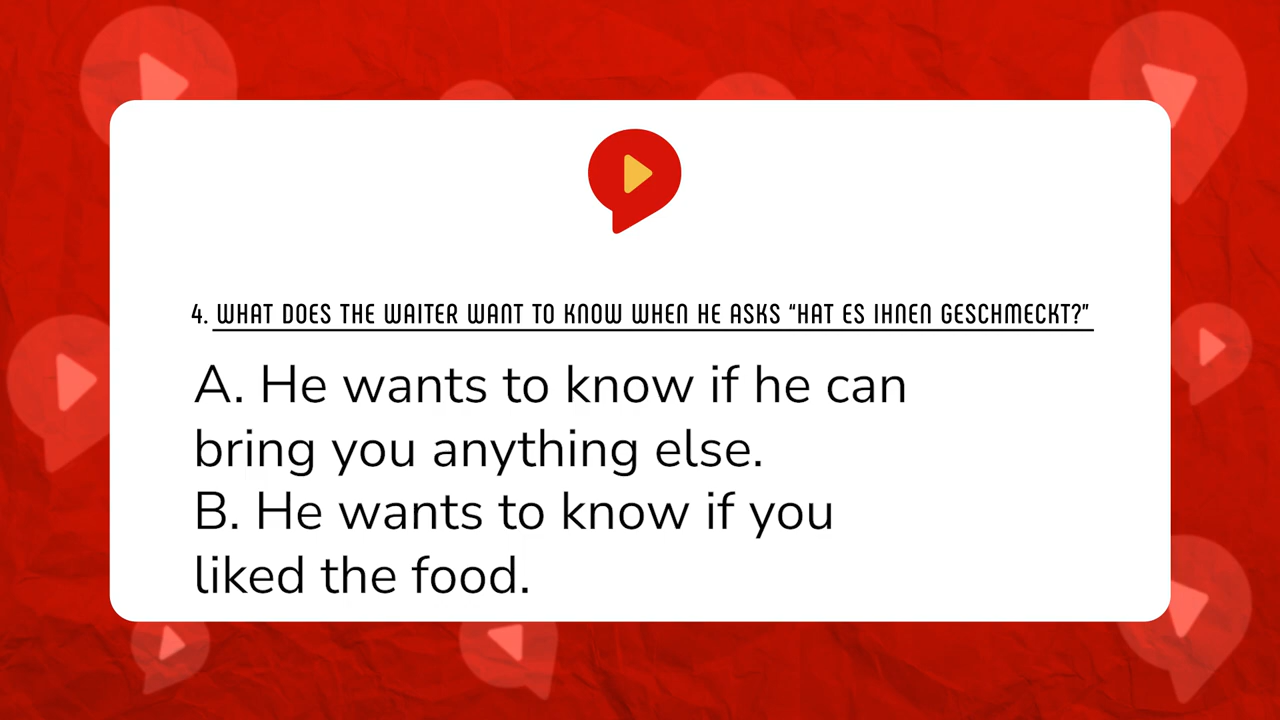 4. WHAT DOES THE WAITER WANT TO KNOW WHEN HE ASKS “HAT ES IHNEN GESCHMECKT?”
A. He wants to know if he can
bring you anything else.
B. He wants to know if you
liked the food.